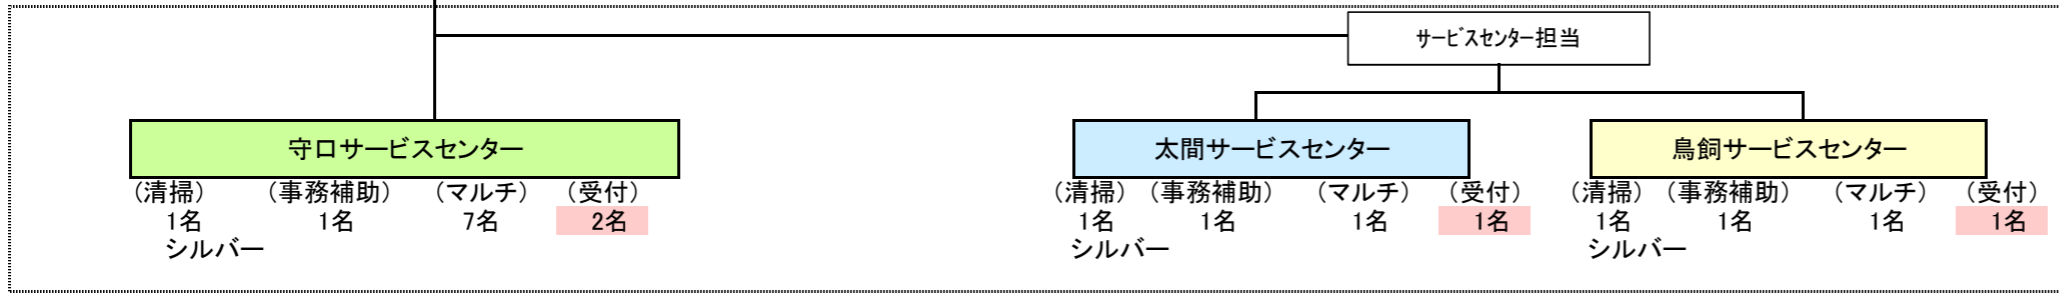 サービスセンター担当
守口サービスセンター 太間サービスセンター 鳥飼サービスセンター
(清掃) (事務補助) (マルチ) (受付) (清掃) (事務補助) (マルチ) (受付) (清掃) (事務補助) (マルチ) (受付)
1名 1名 7名 2名 1名 1名 1名 1名 1名 1名 1名 1名
シルバー シルバー シルバー